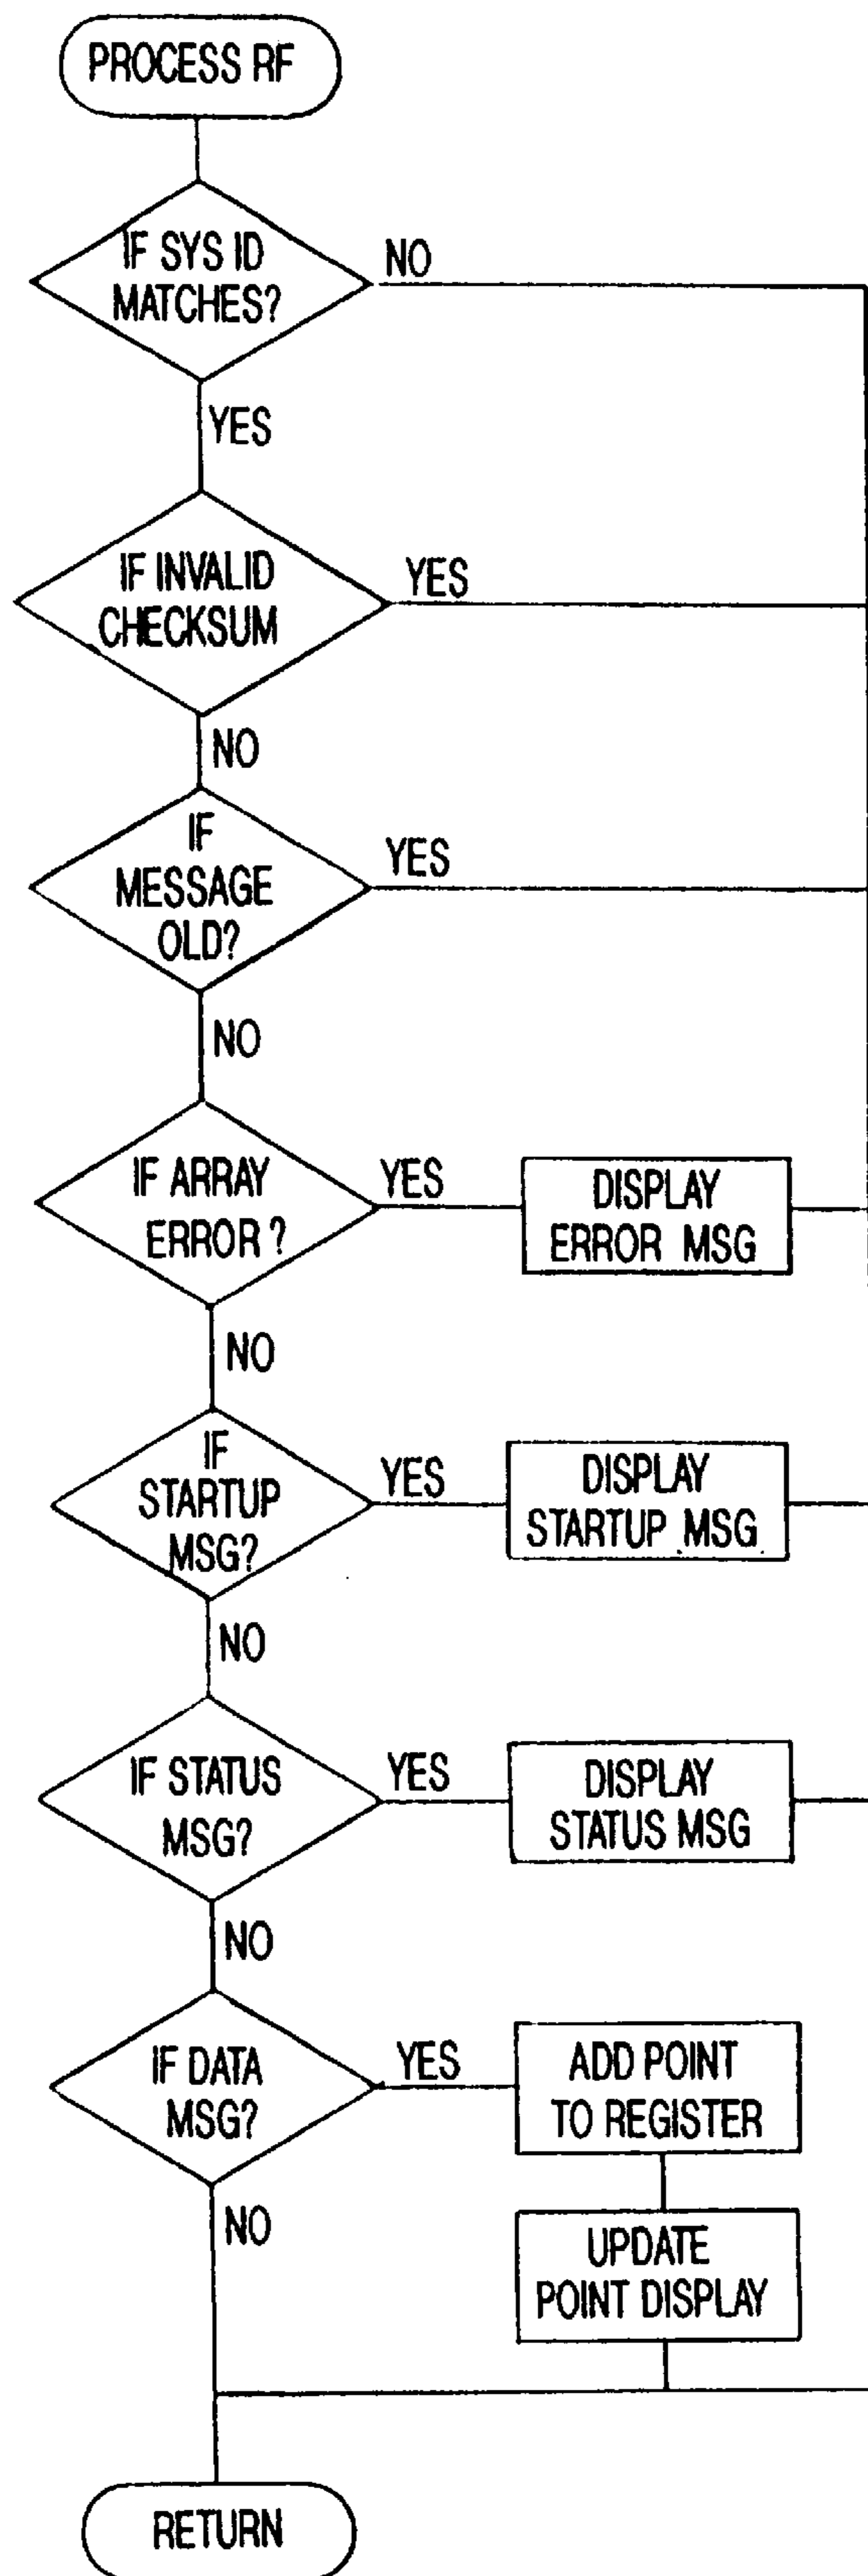 PROCESS RF
IF SYS ID
MATCHES?
NO
YES
IF INVALID
CHECKSUM
YES
NO
IF
MESSAGE
OLD?
YES
NO
IF ARRAY
ERROR ?
YES
DISPLAY
ERROR MSG
NO
IF
STARTUP
MSG?
YES
DISPLAY
STARTUP MSG
NO
IF STATUS
MSG?
YES
DISPLAY
STATUS MSG
NO
IF DATA
MSG?
YES
ADD POINT
TO REGISTER
NO
UPDATE
POINT DISPLAY
RETURN